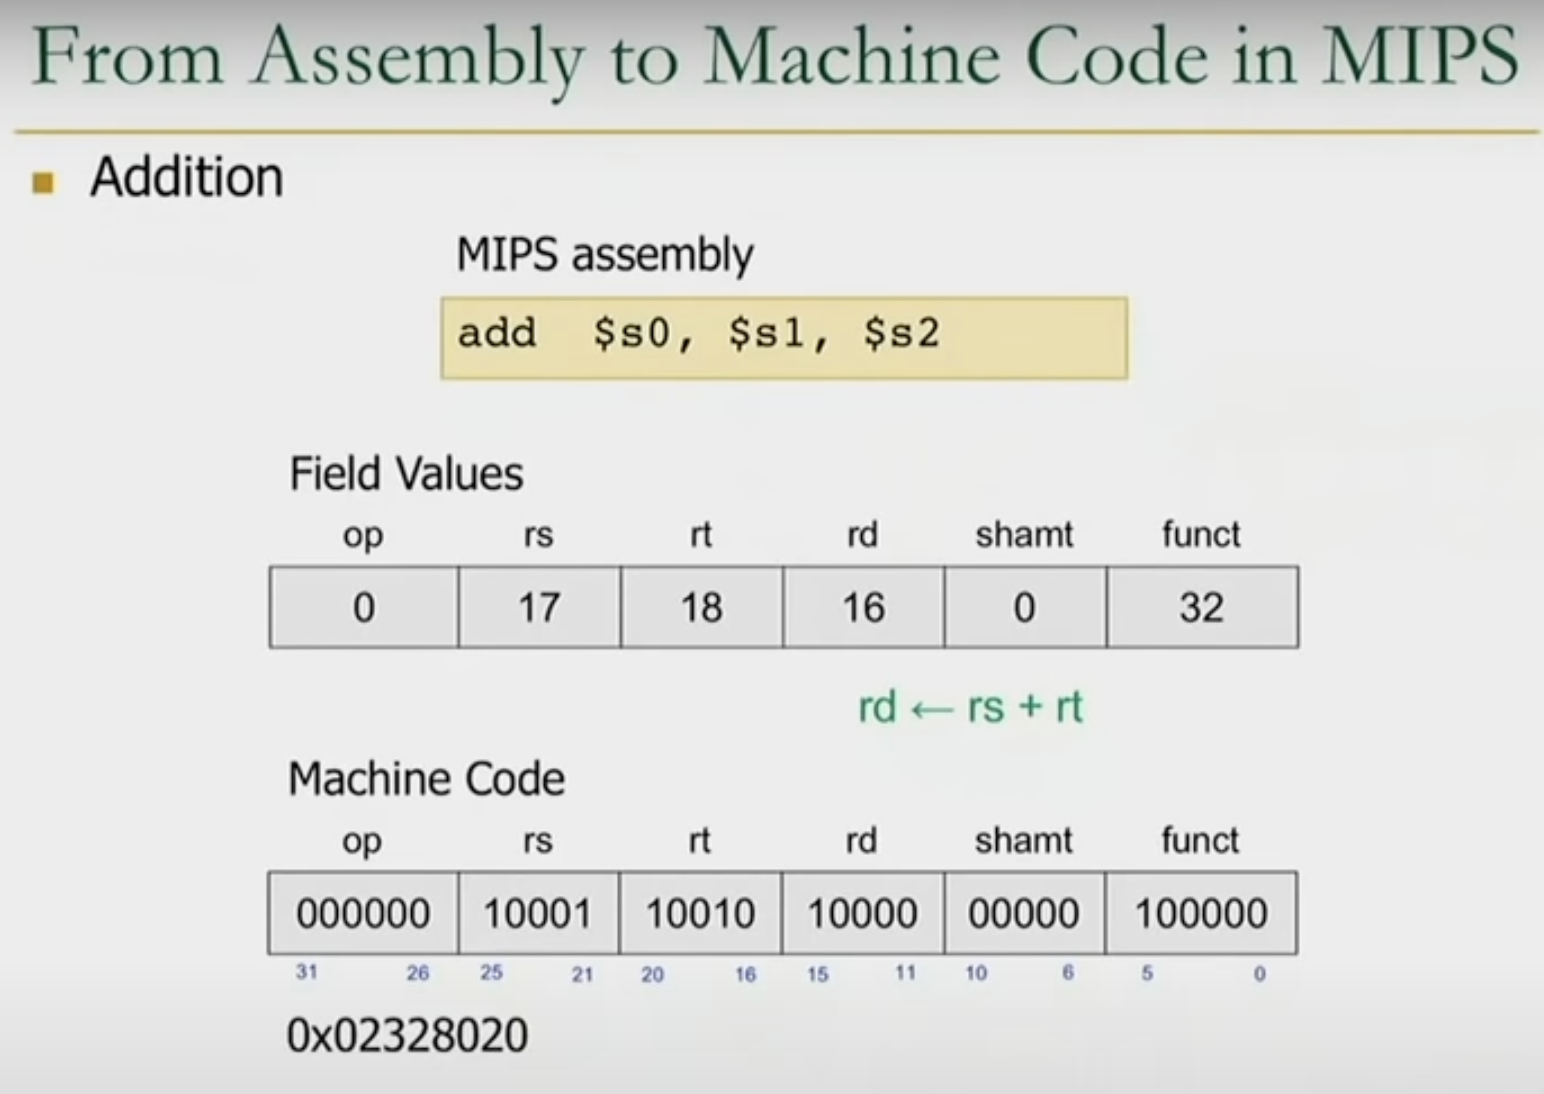 From Assembly to Machine Code in MIPS
Addition
MIPS assembly
add $s0, $s1, $s2
Field Values
op rs rt rd shamt funct
0 17 18 16 0 32
rd ← rs + rt
Machine Code
op rs rt rd shamt funct
000000 10001 10010 10000 00000 100000
31 26 25 21 20 16 15 11 10 6 5 0
0x02328020